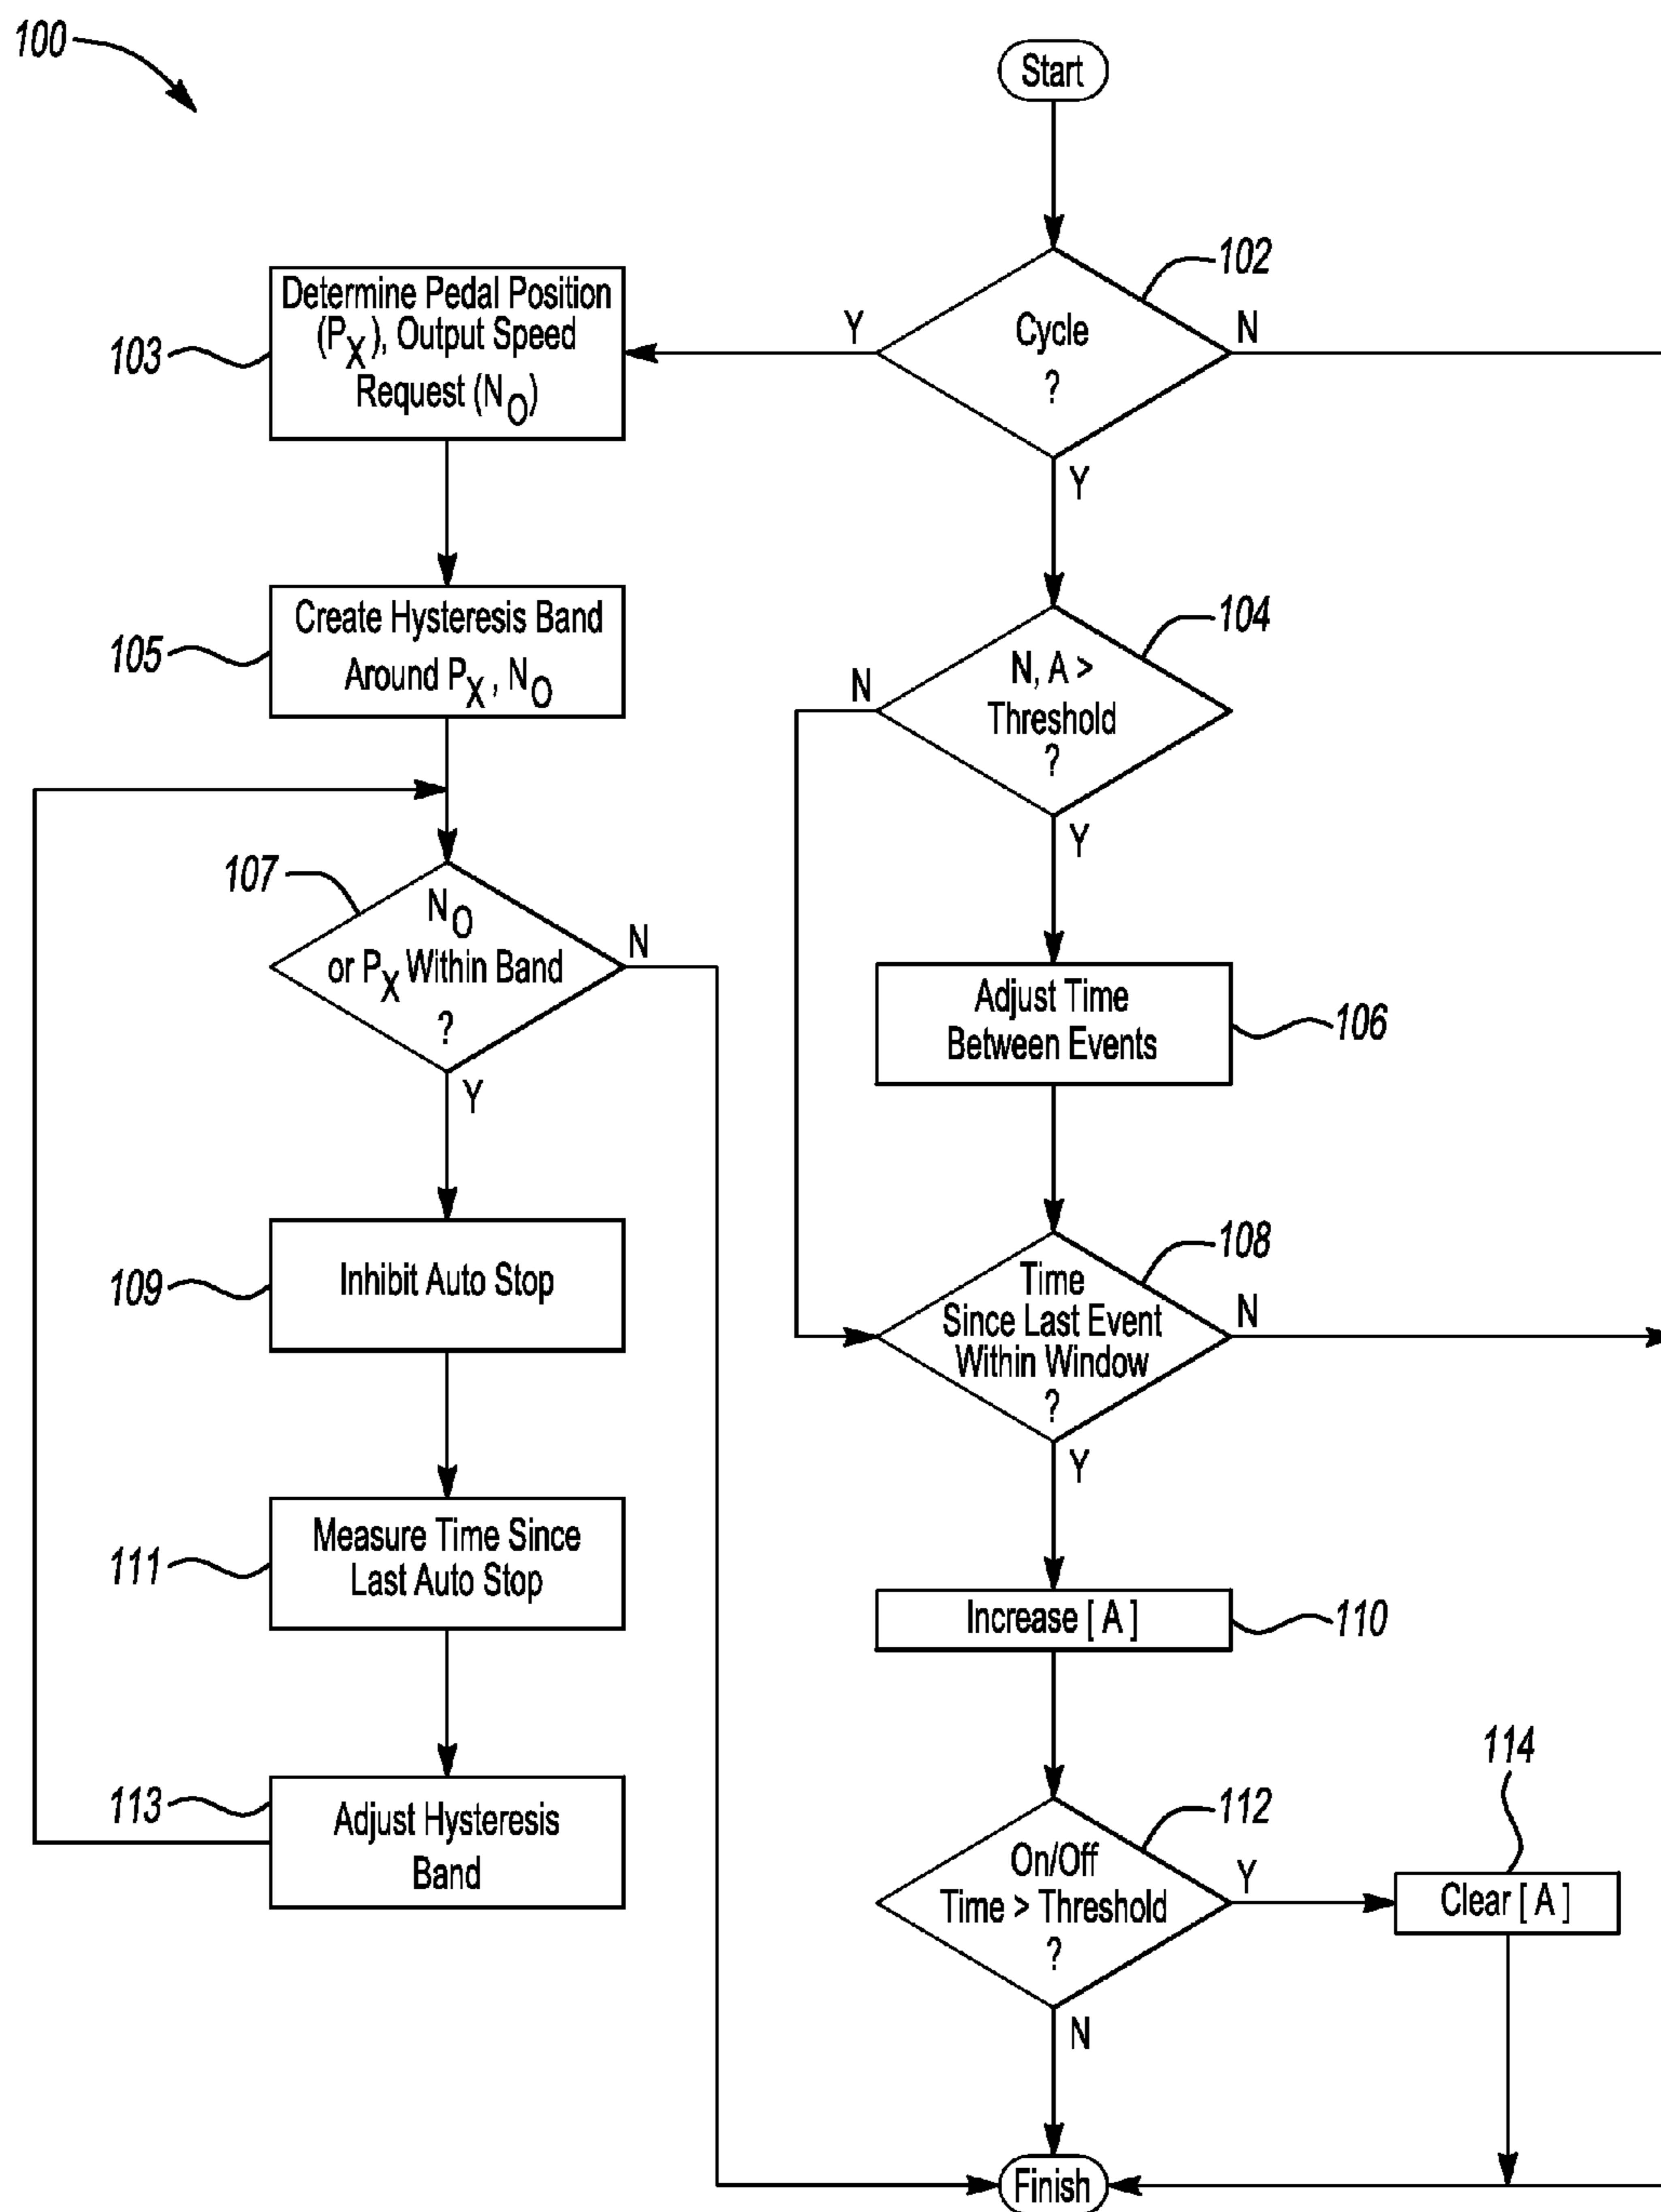 100
Start
102
Cycle
?
Y
N
Y
103
Determine Pedal Position
(PX), Output Speed
Request (NO)
105
Create Hysteresis Band
Around PX, NO
104
N, A >
Threshold
?
N
Y
107
NO
or PX Within Band
?
N
Y
106
Adjust Time
Between Events
108
Time
Since Last Event
Within Window
?
N
Y
109
Inhibit Auto Stop
111
Measure Time Since
Last Auto Stop
110
Increase [ A ]
113
Adjust Hysteresis
Band
112
On/Off
Time > Threshold
?
Y
N
114
Clear [ A ]
Finish